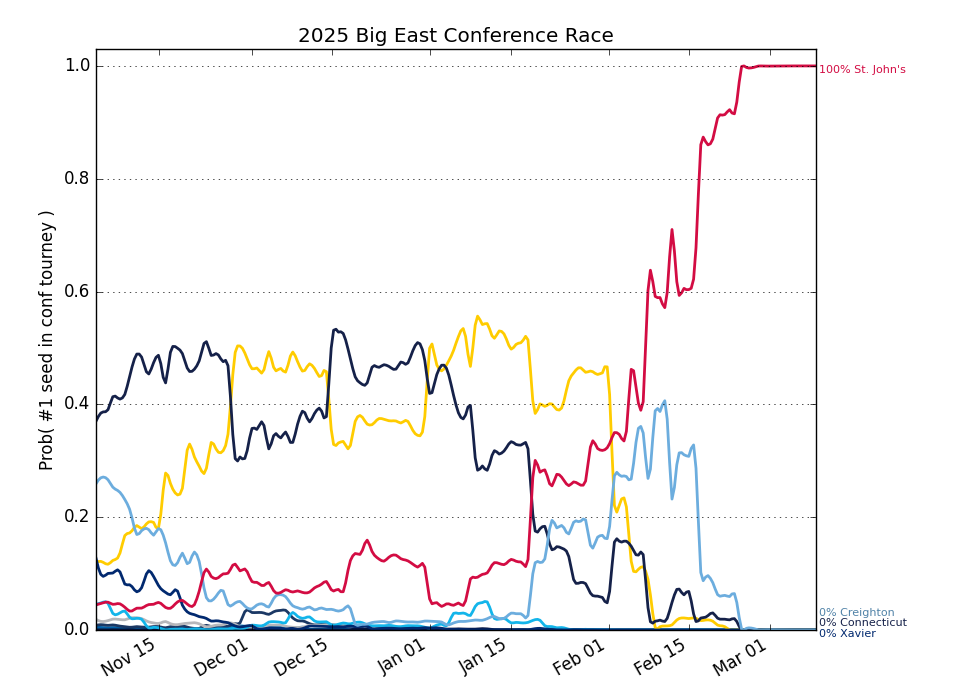 2025 Big East Conference Race
Prob( #1 seed in conf tourney )
1.0
0.8
0.6
0.4
0.2
0.0
Nov 15
Dec 01
Dec 15
Jan 01
Jan 15
Feb 01
Feb 15
Mar 01
100% St. John's
0% Creighton
0% Connecticut
0% Xavier